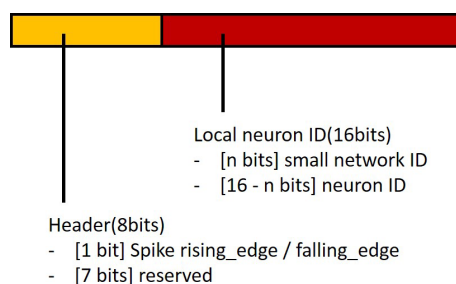 Local neuron ID(16bits)
- [n bits] small network ID
- [16 - n bits] neuron ID
Header(8bits)
- [1 bit] Spike rising_edge / falling_edge
- [7 bits] reserved